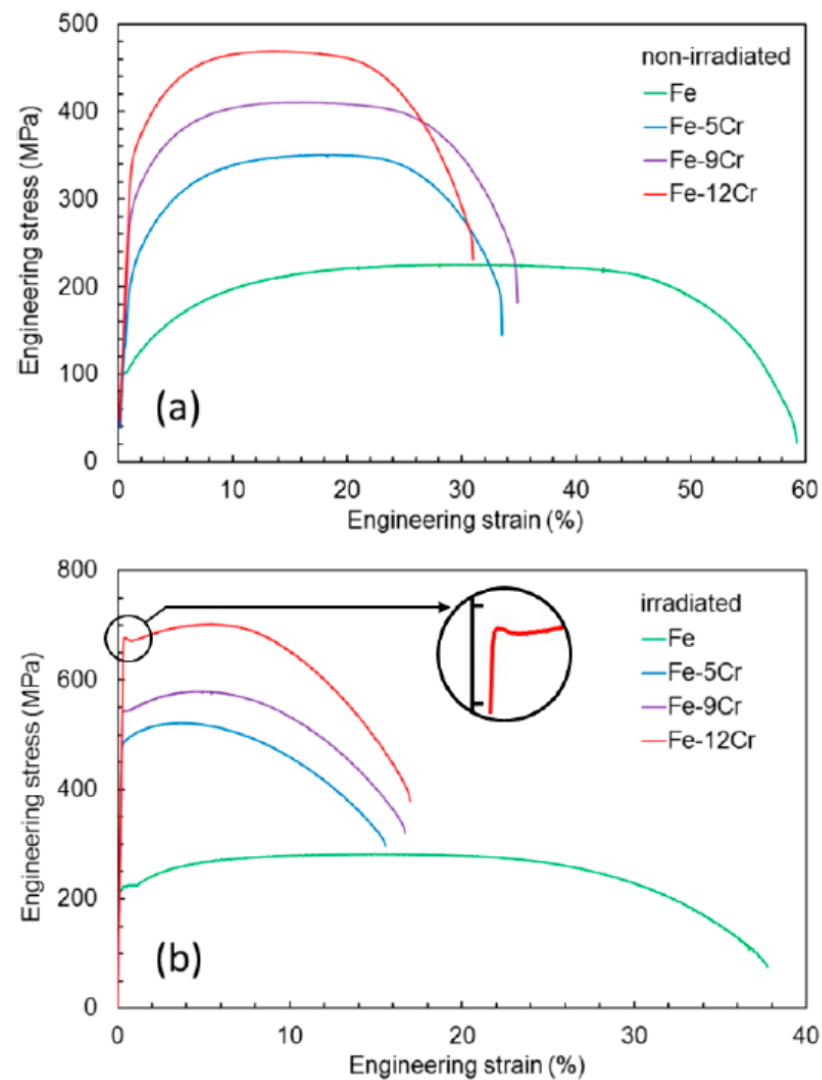 500
400
300
200
100
0
Engineering stress (MPa)
non-irradiated
Fe
Fe-5Cr
Fe-9Cr
Fe-12Cr
(a)
0 10 20 30 40 50 60
Engineering strain (%)
800
600
400
200
0
Engineering stress (MPa)
irradiated
Fe
Fe-5Cr
Fe-9Cr
Fe-12Cr
(b)
0 10 20 30 40
Engineering strain (%)